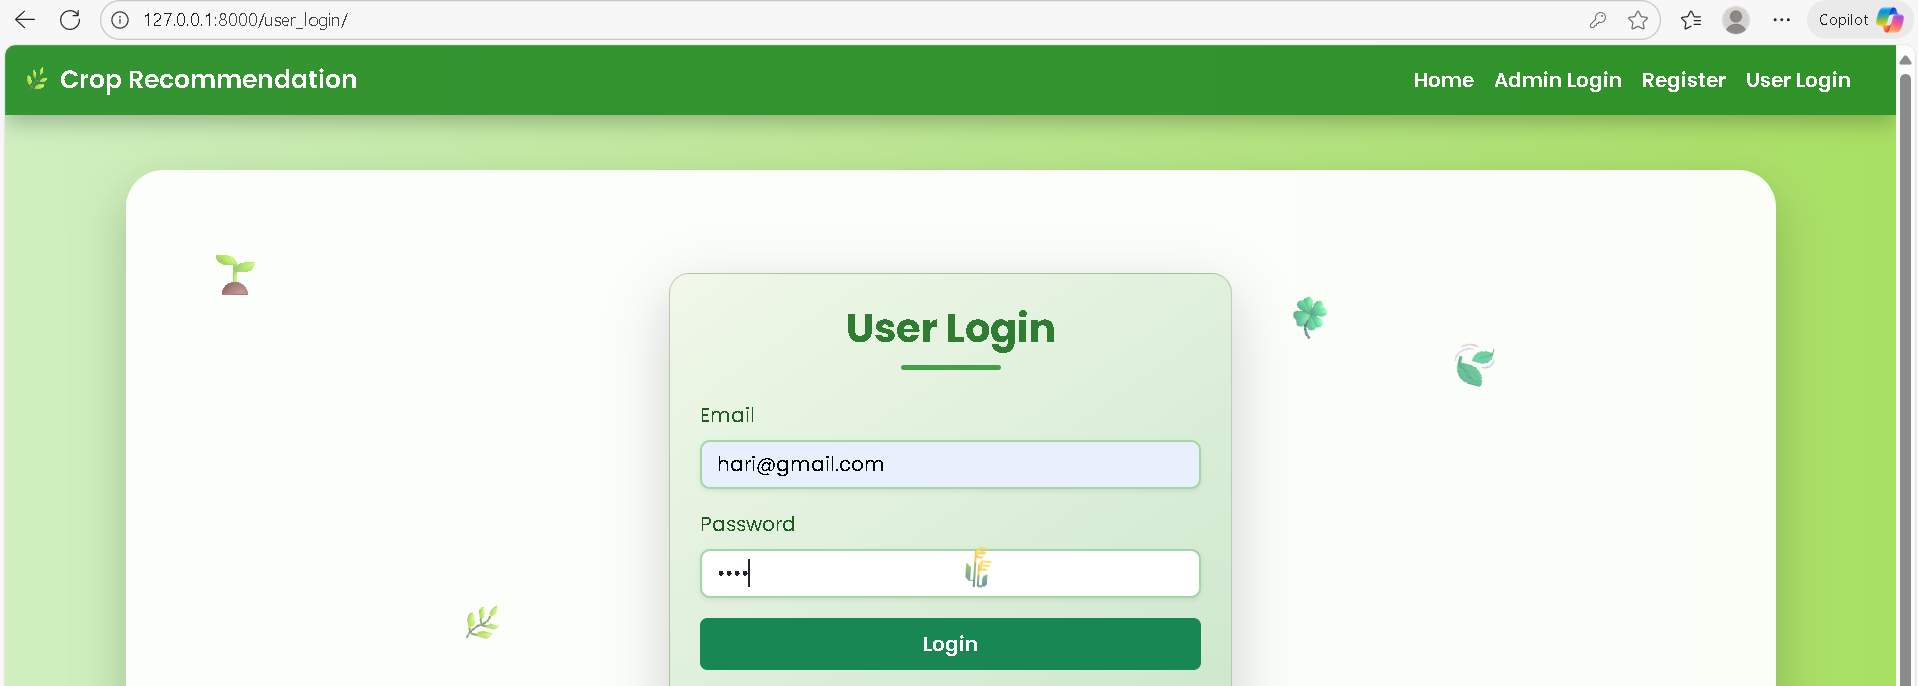 127.0.0.1:8000/user_login/
Copilot
Crop Recommendation
Home Admin Login Register User Login
User Login
Email
hari@gmail.com
Password
••••
Login